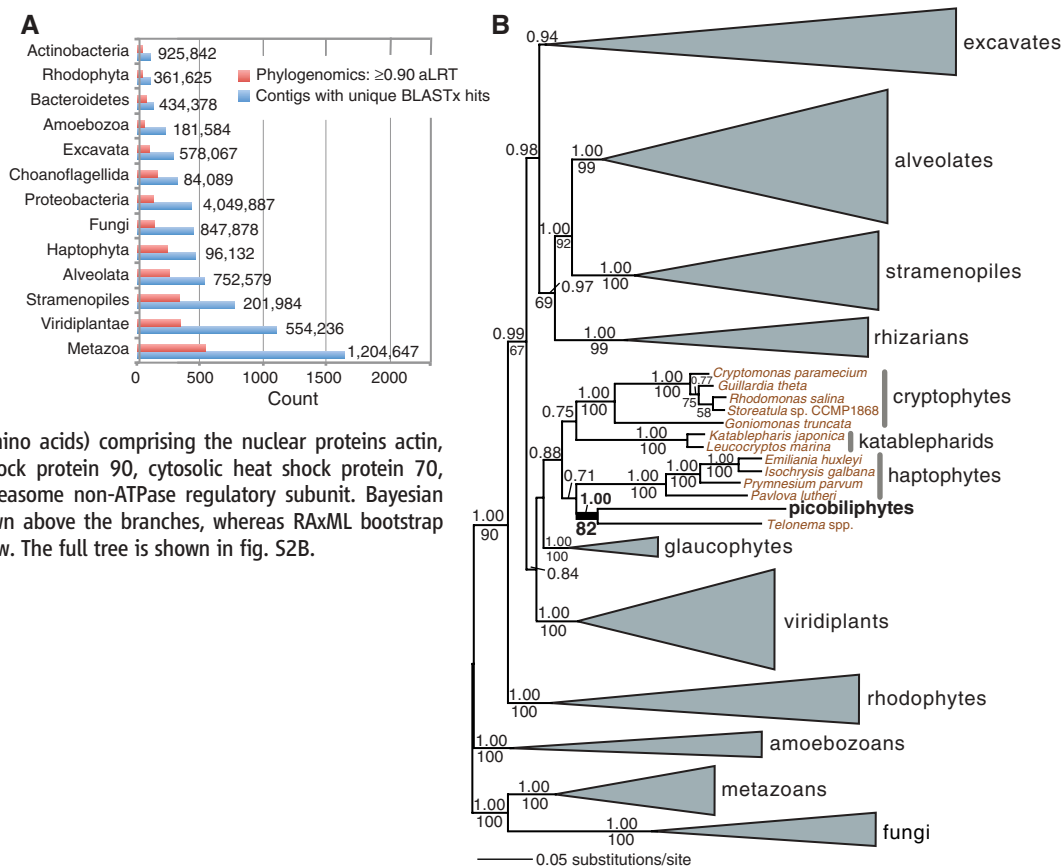 A
Actinobacteria 925,842
Rhodophyta 361,625
Bacteroidetes 434,378
Amoebozoa 181,584
Excavata 578,067
Choanoflagellida 84,089
Proteobacteria 4,049,887
Fungi 847,878
Haptophyta 96,132
Alveolata 752,579
Stramenopiles 201,984
Viridiplantae 554,236
Metazoa 1,204,647
Phylogenomics: ≥0.90 aLRT
Contigs with unique BLASTx hits
0 500 1000 1500 2000
Count
nino acids) comprising the nuclear proteins actin,
ock protein 90, cytosolic heat shock protein 70,
easome non-ATPase regulatory subunit. Bayesian
wn above the branches, whereas RAxML bootstrap
w. The full tree is shown in fig. S2B.
B
0.94
excavates
0.98
1.00
99
alveolates
1.00
92
1.00
100
stramenopiles
0.97
69
1.00
99
rhizarians
0.99
67
1.00
100
0.77
75
58
Cryptomonas paramecium
Guillardia theta
Rhodomonas salina
Storeatula sp. CCMP1868
Goniomonas truncata
cryptophytes
1.00
100
0.75
1.00
100
Katablepharis japonica
Leucocryptos marina
katablepharids
0.88
0.71
1.00
100
1.00
100
1.00
100
1.00
100
Emiliania huxleyi
Isochrysis galbana
Prymnesium parvum
Pavlova lutheri
haptophytes
1.00
82
picobiliphytes
Telonema spp.
1.00
90
1.00
100
glaucophytes
0.84
1.00
100
viridiplants
1.00
100
rhodophytes
1.00
100
amoebozoans
1.00
100
1.00
100
metazoans
1.00
100
fungi
0.05 substitutions/site